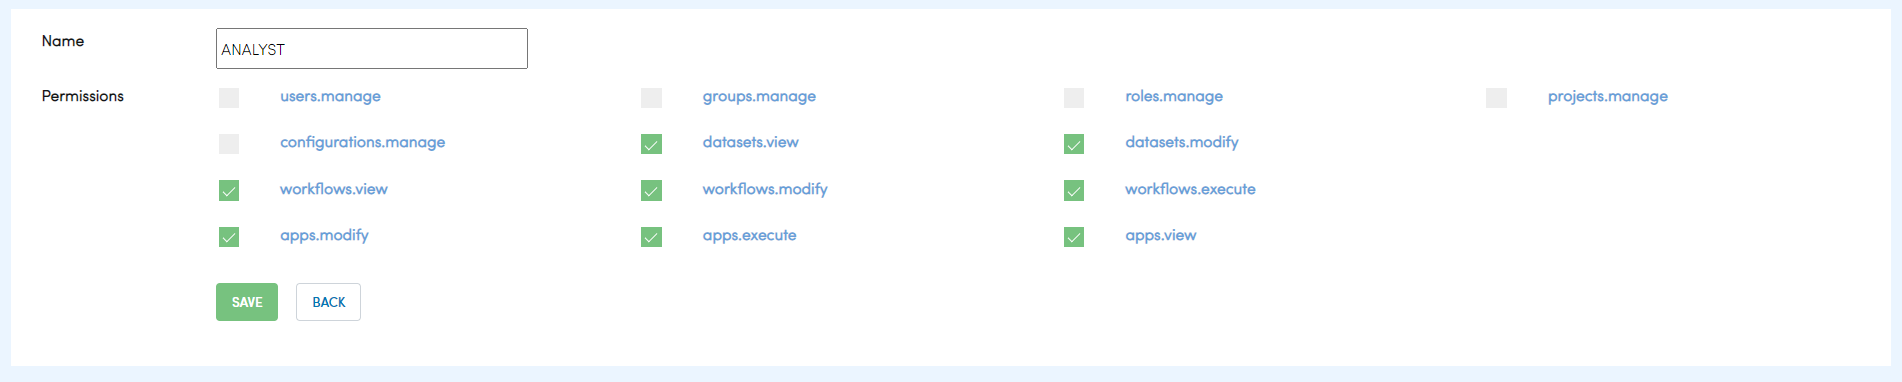 Name
ANALYST
Permissions
users.manage groups.manage roles.manage projects.manage
configurations.manage datasets.view datasets.modify
workflows.view workflows.modify workflows.execute
apps.modify apps.execute apps.view
SAVE BACK